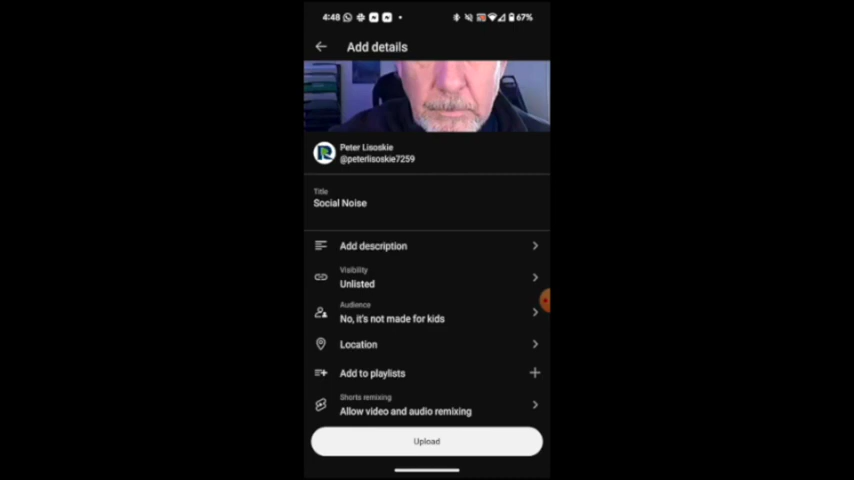 4:48
67%
Add details
Peter Lisoskie
@peterlisoskie7259
Title
Social Noise
Add description
Visibility
Unlisted
Audience
No, it's not made for kids
Location
Add to playlists
Shorts remixing
Allow video and audio remixing
Upload